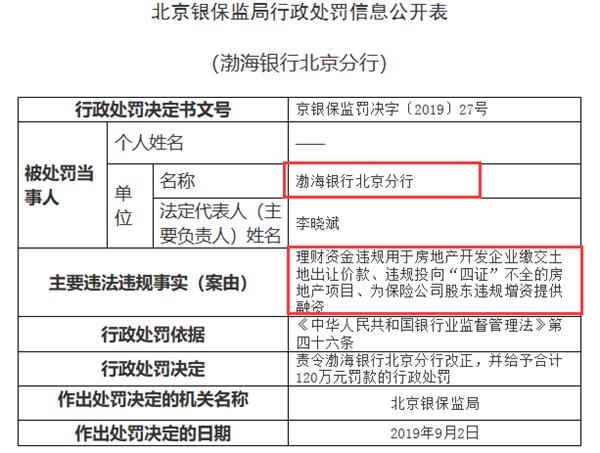 北京银保监局行政处罚信息公开表
（渤海银行北京分行）
行政处罚决定书文号 京银保监罚决字〔2019〕27号
被处罚当事人 个人姓名 ——
单位 名称 渤海银行北京分行
法定代表人（主要负责人）姓名 李晓斌
主要违法违规事实（案由） 理财资金违规用于房地产开发企业缴交土
地出让价款、违规投向“四证”不全的房
地产项目、为保险公司股东违规增资提供
融资
行政处罚依据 《中华人民共和国银行业监督管理法》第
四十六条
行政处罚决定 责令渤海银行北京分行改正，并给予合计
120万元罚款的行政处罚
作出处罚决定的机关名称 北京银保监局
作出处罚决定的日期 2019年9月2日